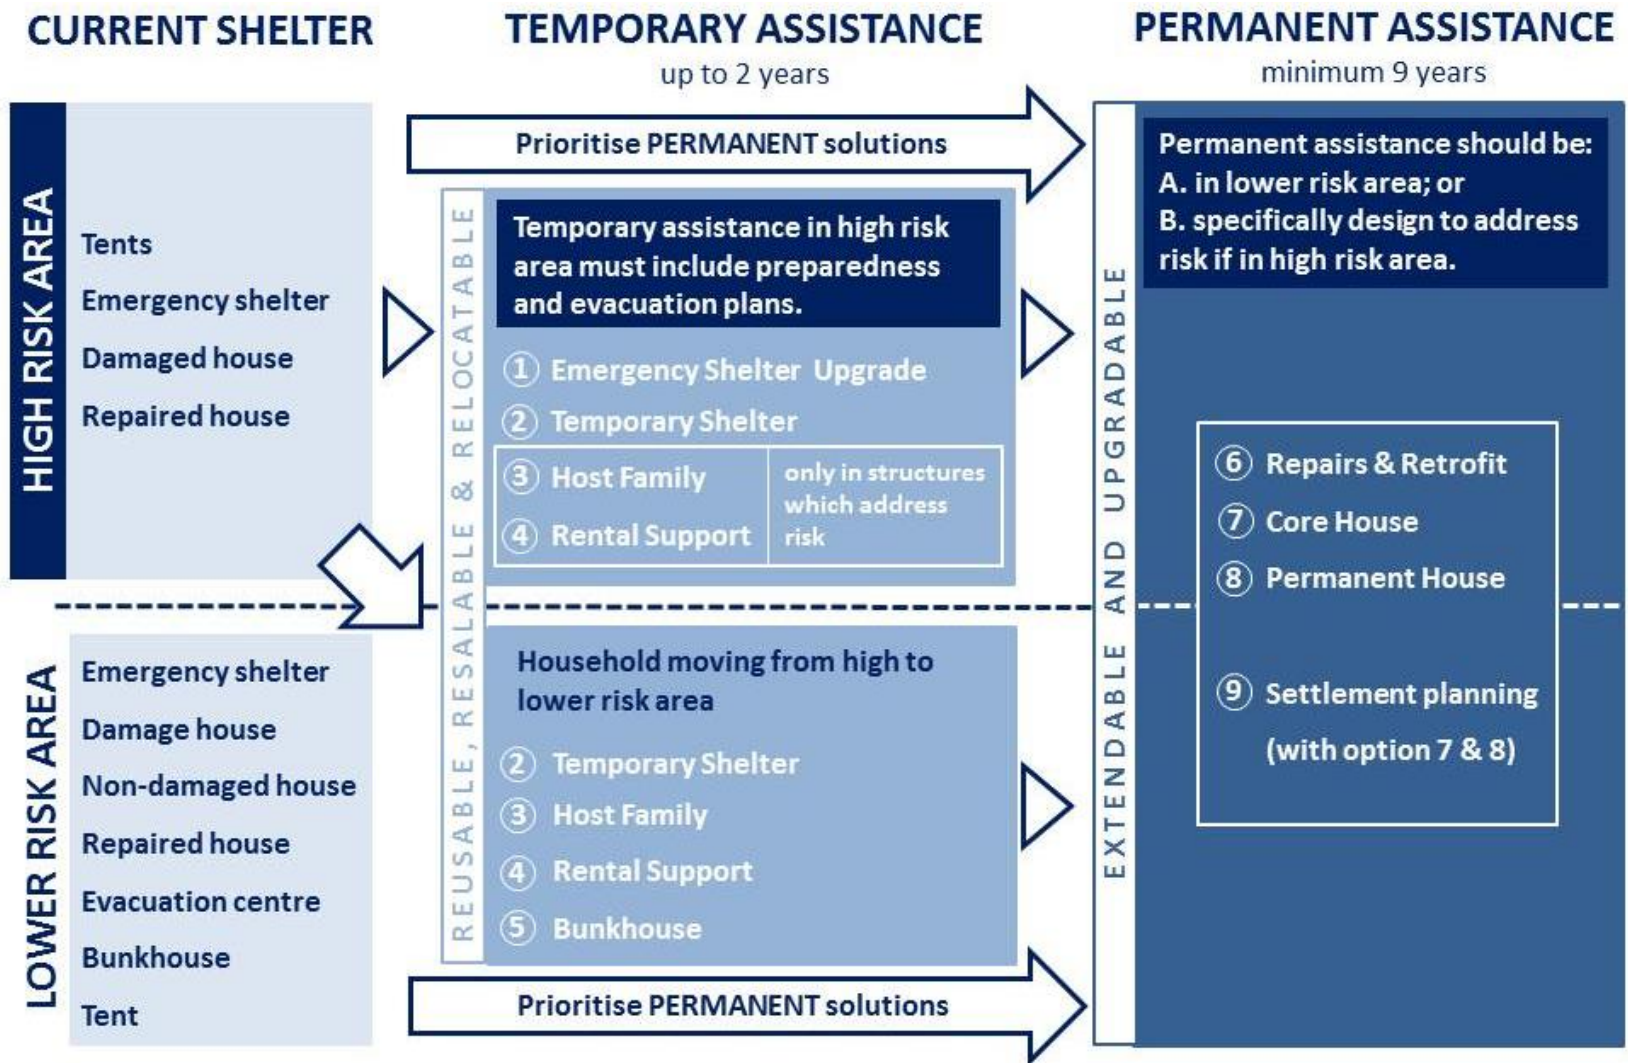 CURRENT SHELTER
TEMPORARY ASSISTANCE
up to 2 years
PERMANENT ASSISTANCE
minimum 9 years
HIGH RISK AREA
Tents
Emergency shelter
Damaged house
Repaired house
Prioritise PERMANENT solutions
REUSABLE, RESALABLE & RELOCATABLE
Temporary assistance in high risk
area must include preparedness
and evacuation plans.
1 Emergency Shelter Upgrade
2 Temporary Shelter
3 Host Family
4 Rental Support
only in structures
which address
risk
LOWER RISK AREA
Emergency shelter
Damage house
Non-damaged house
Repaired house
Evacuation centre
Bunkhouse
Tent
Household moving from high to
lower risk area
2 Temporary Shelter
3 Host Family
4 Rental Support
5 Bunkhouse
Prioritise PERMANENT solutions
EXTENDABLE AND UPGRADABLE
Permanent assistance should be:
A. in lower risk area; or
B. specifically design to address
risk if in high risk area.
6 Repairs & Retrofit
7 Core House
8 Permanent House
9 Settlement planning
(with option 7 & 8)